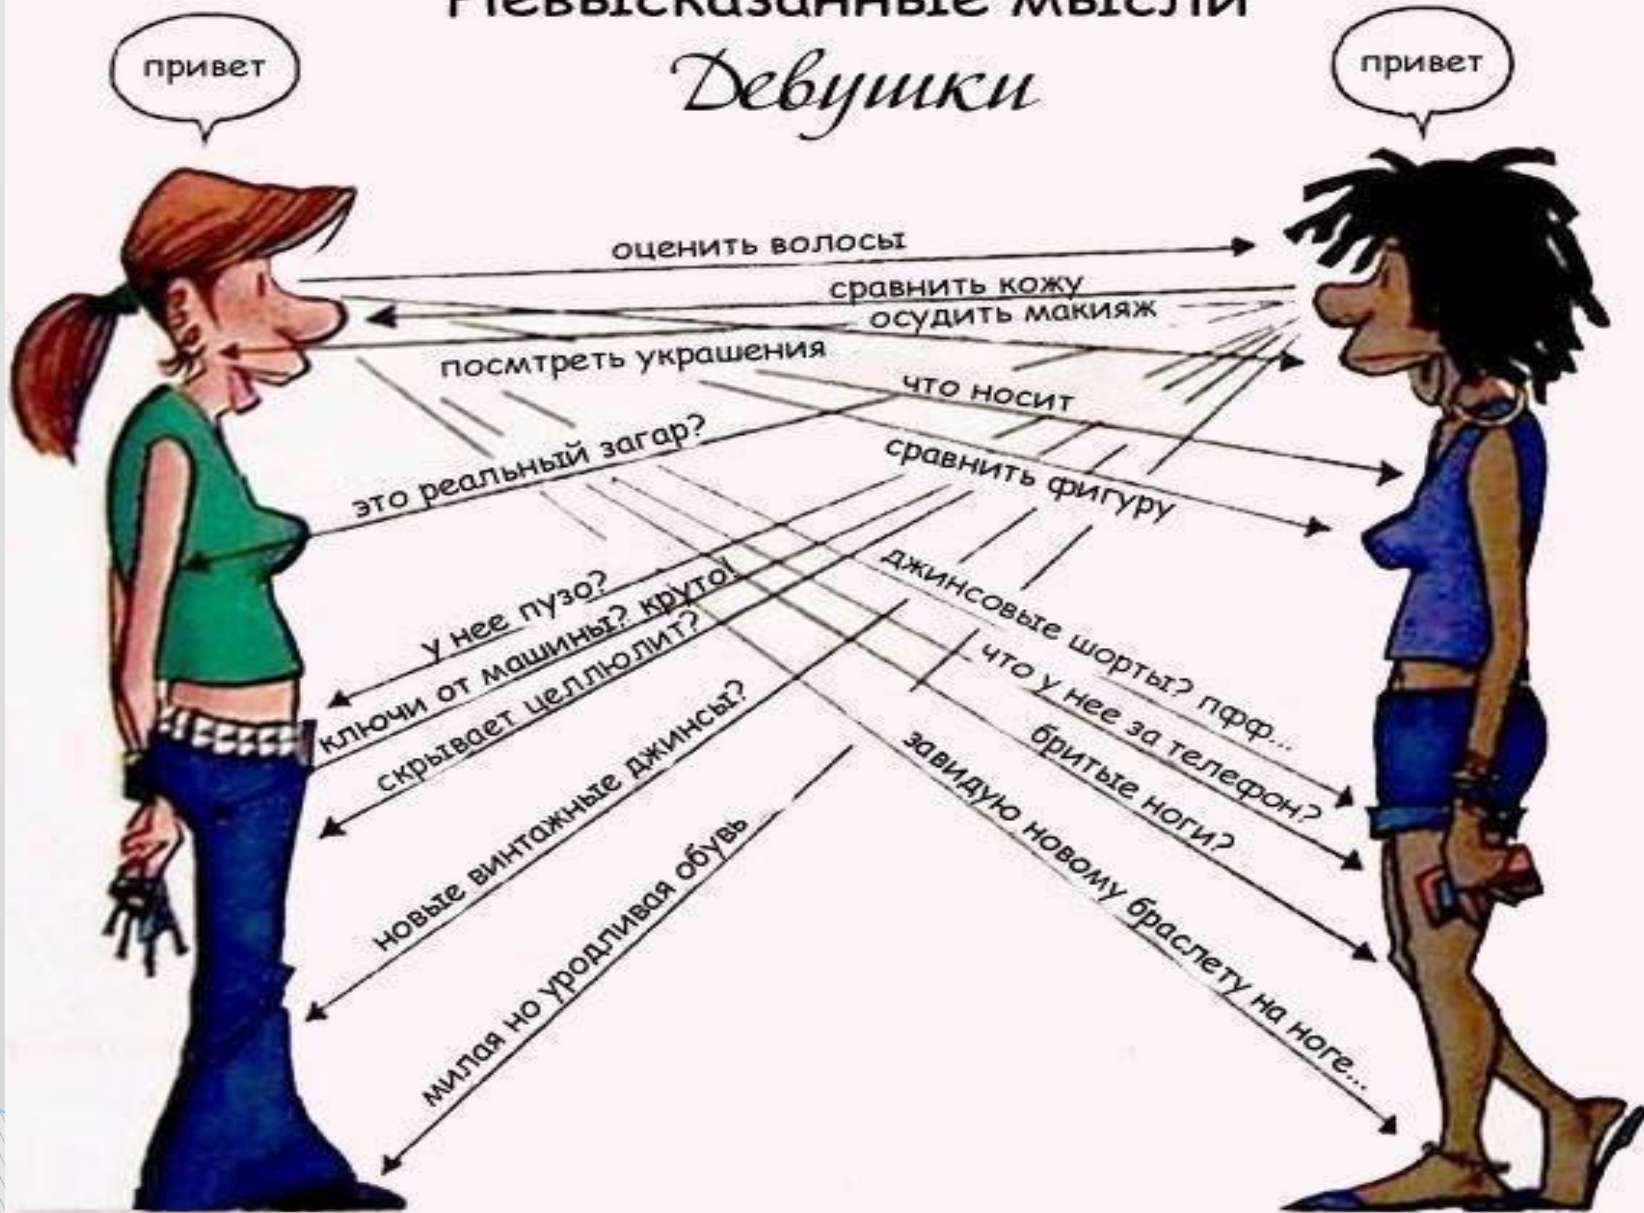 Невысказанные мысли
Девушки
привет
привет
оценить волосы
сравнить кожу
осудить макияж
посмтреть украшения
что носит
это реальный загар?
сравнить фигуру
у нее пузо?
ключи от машины? круто!
скрывает целлюлит?
новые винтажные джинсы?
милая но уродливая обувь
джинсовые шорты? пфф...
что у нее за телефон?
бритые ноги?
завидую новому браслету на ноге...